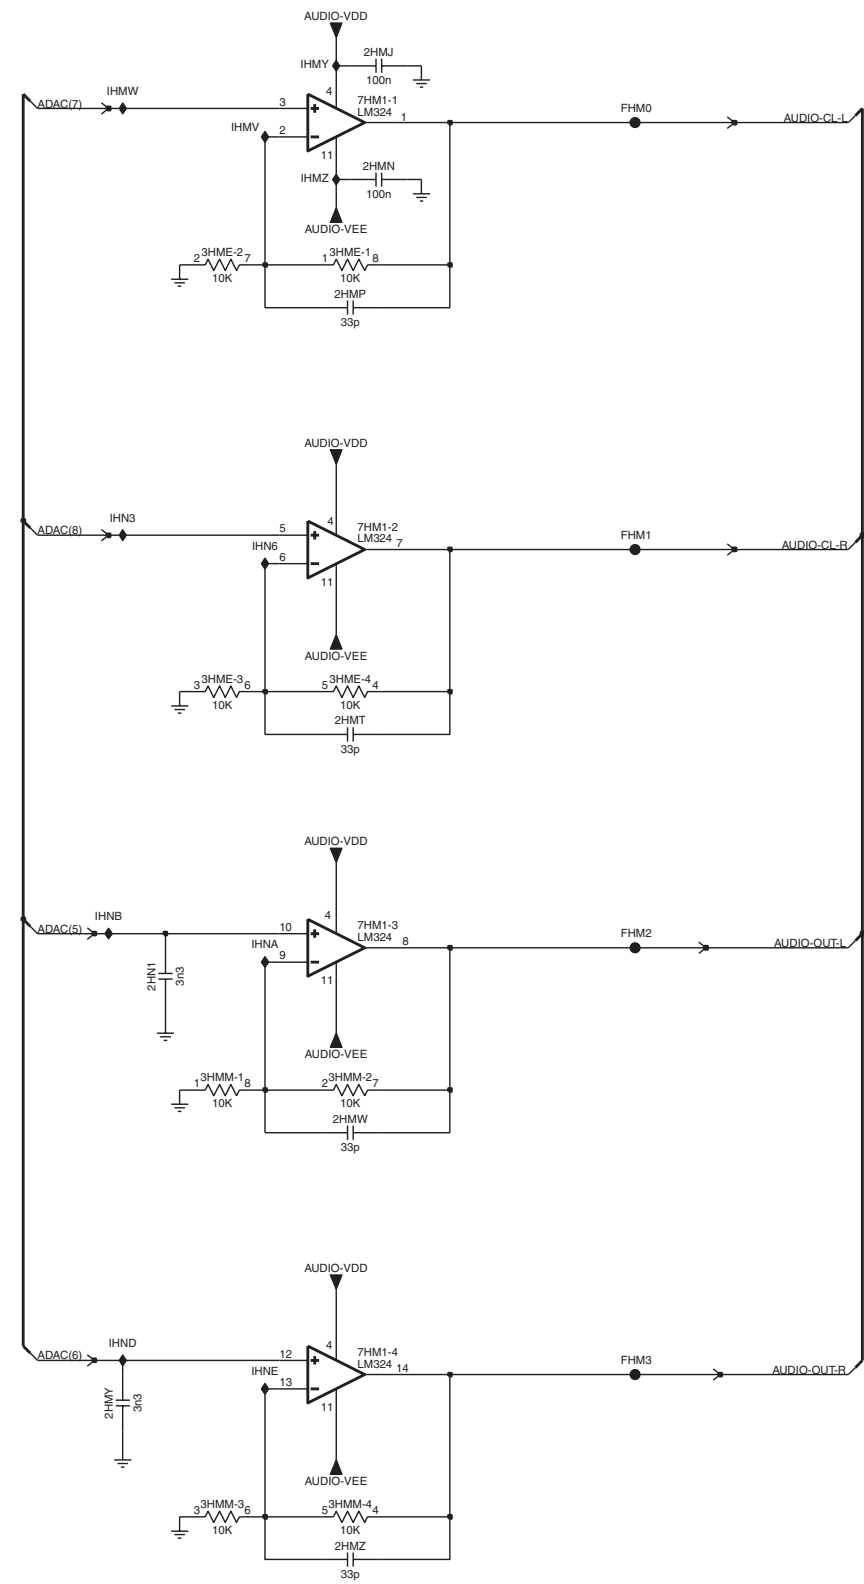 AUDIO-VDD
IHMY
2HMJ
100n
4
ADAC(7)
IHMW
3
7HM1-1
LM324
1
FHM0
AUDIO-CL-L
IHMV
2
11
IHMZ
2HMN
100n
AUDIO-VEE
2 3HME-2 7
10K
1 3HME-1 8
10K
2HMP
33p
AUDIO-VDD
4
ADAC(8)
IHN3
5
7HM1-2
LM324
7
FHM1
AUDIO-CL-R
IHN6
6
11
AUDIO-VEE
3 3HME-3 6
10K
5 3HME-4 4
10K
2HMT
33p
AUDIO-VDD
4
ADAC(5)
IHNB
10
7HM1-3
LM324
8
FHM2
AUDIO-OUT-L
IHNA
9
2HN1
3n3
11
AUDIO-VEE
1 3HMM-1 8
10K
2 3HMM-2 7
10K
2HMW
33p
AUDIO-VDD
4
ADAC(6)
IHND
12
7HM1-4
LM324
14
FHM3
AUDIO-OUT-R
IHNE
13
2HMY
3n3
11
AUDIO-VEE
3 3HMM-3 6
10K
5 3HMM-4 4
10K
2HMZ
33p